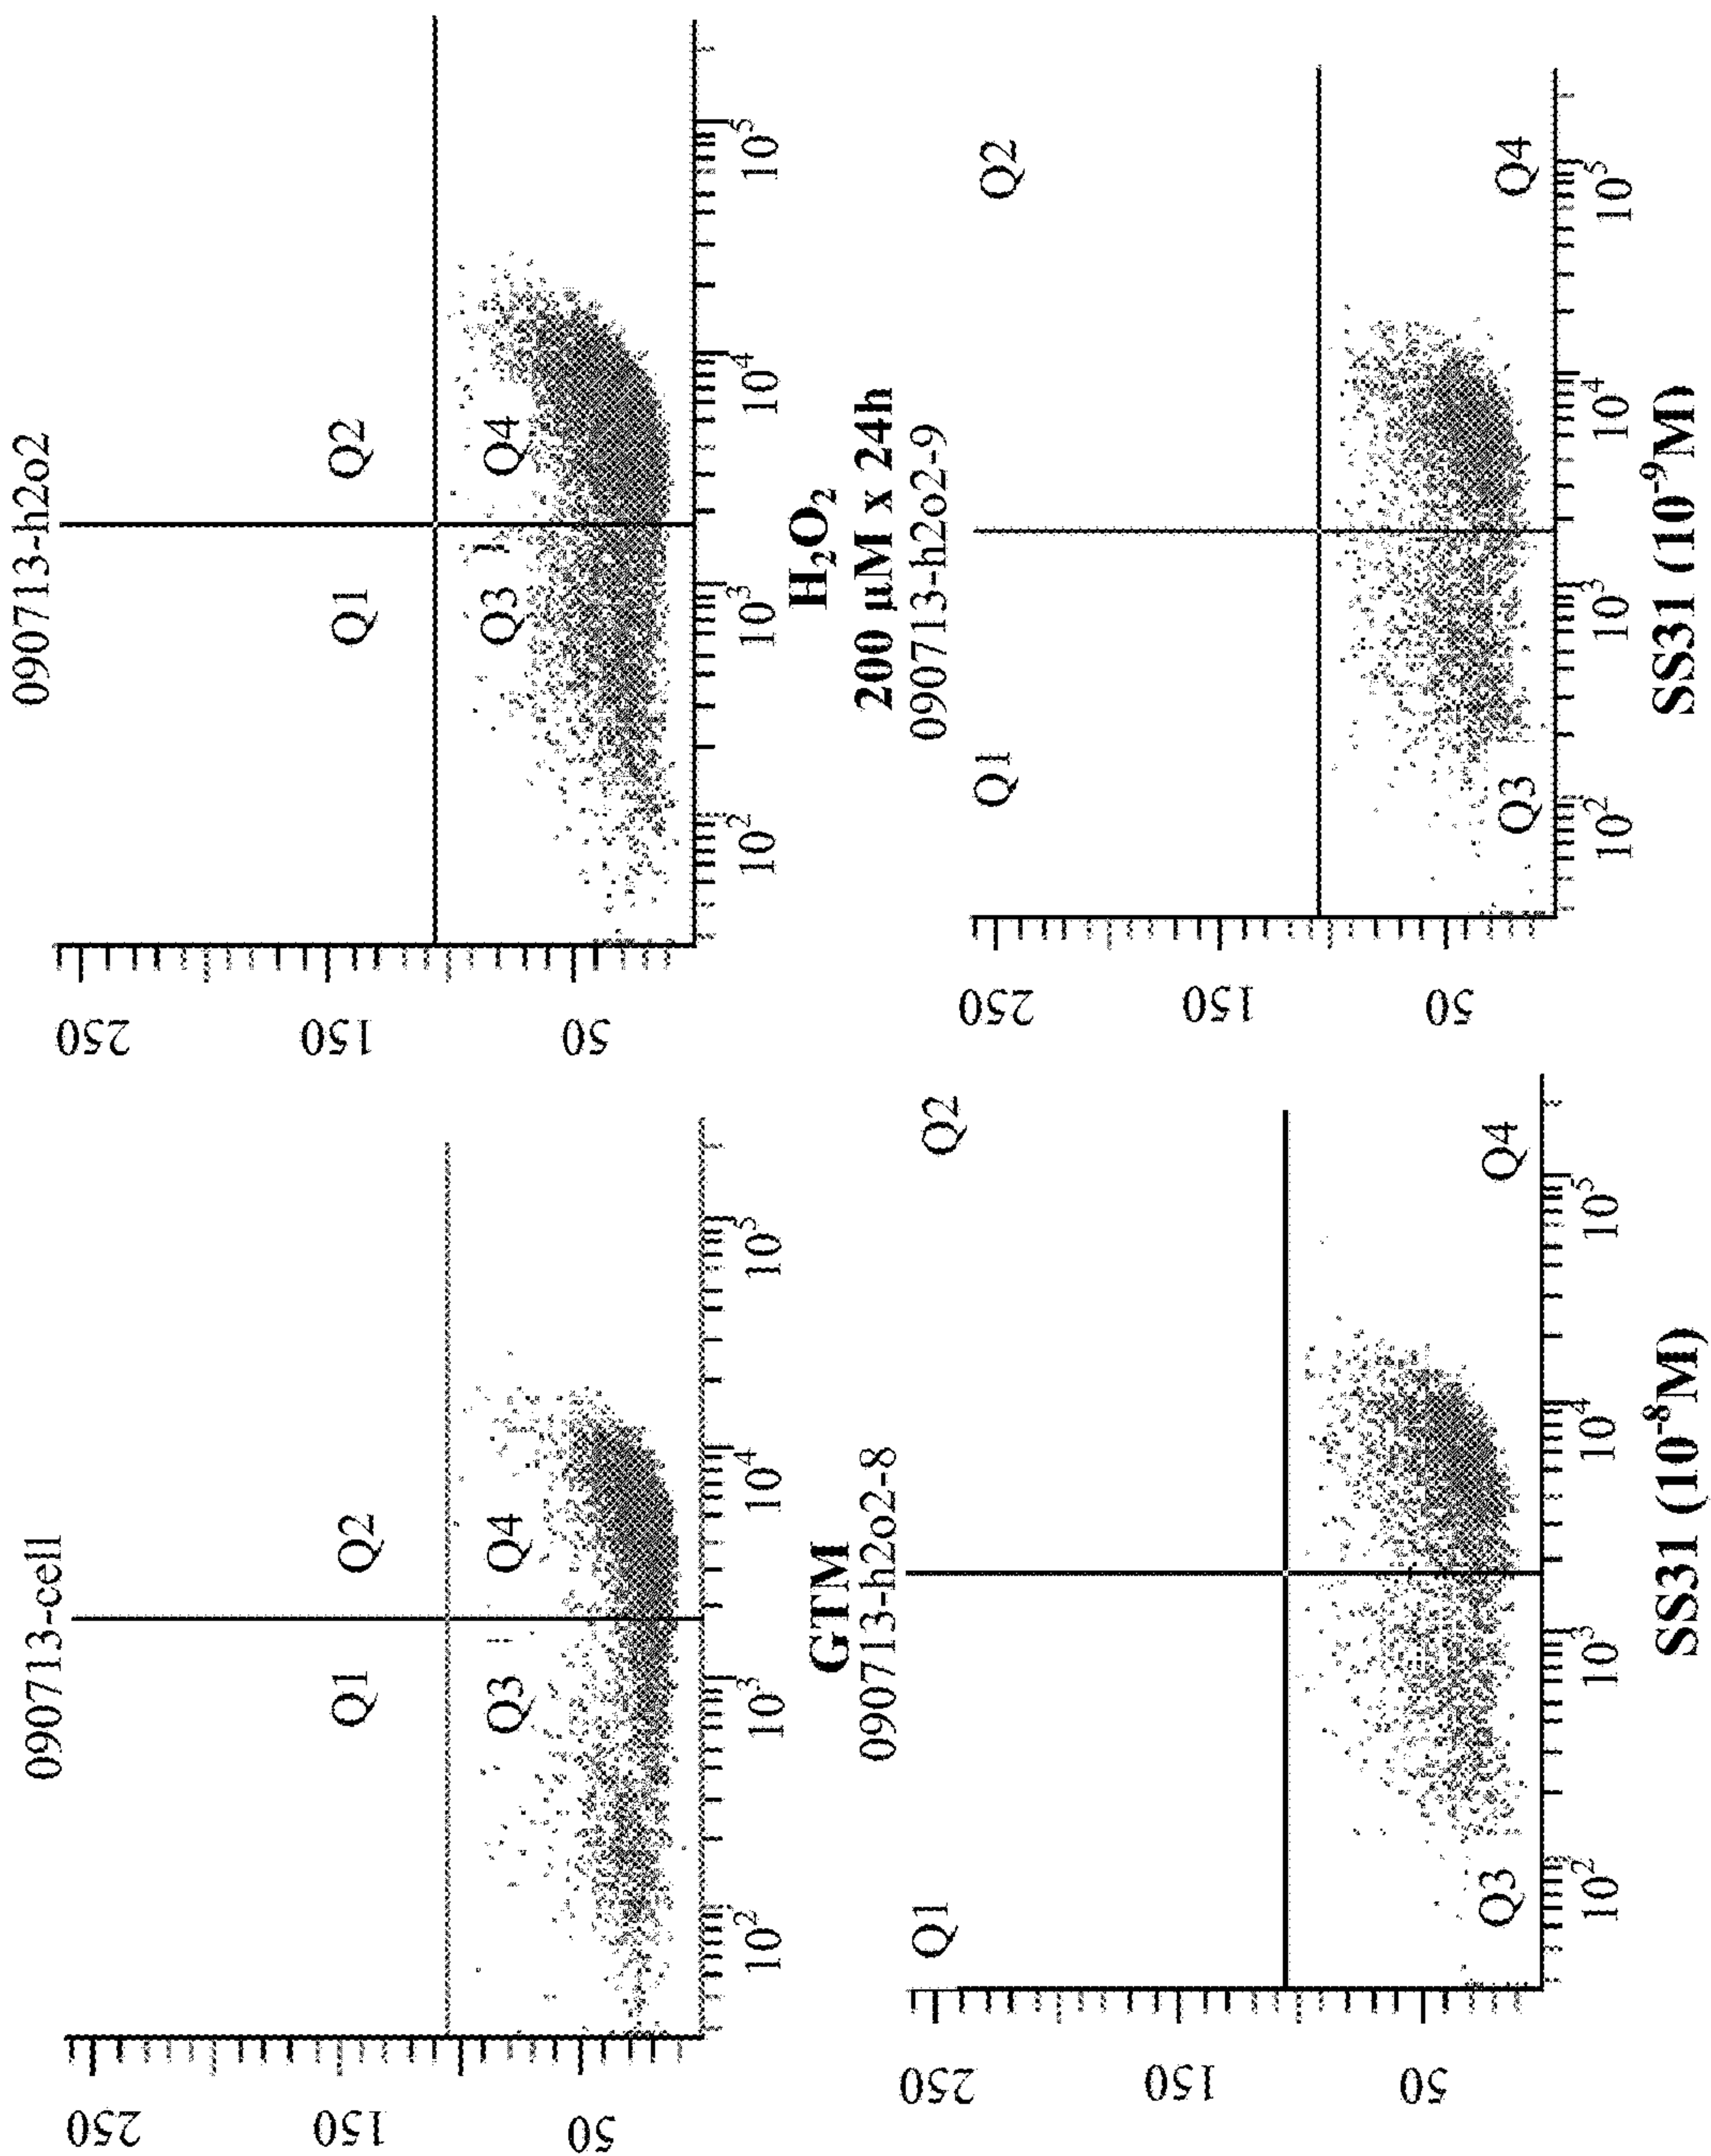 090713-cell
250
150
50
Q1
Q2
Q3
Q4
10²
10³
10⁴
10⁵
GTM
090713-h2o2
250
150
50
Q1
Q2
Q3
Q4
10²
10³
10⁴
10⁵
H₂O₂
200 µM x 24h
090713-h2o2-8
250
150
50
Q1
Q2
Q3
Q4
10²
10³
10⁴
10⁵
SS31 (10⁻⁸M)
090713-h2o2-9
250
150
50
Q1
Q2
Q3
Q4
10²
10³
10⁴
10⁵
SS31 (10⁻⁹M)